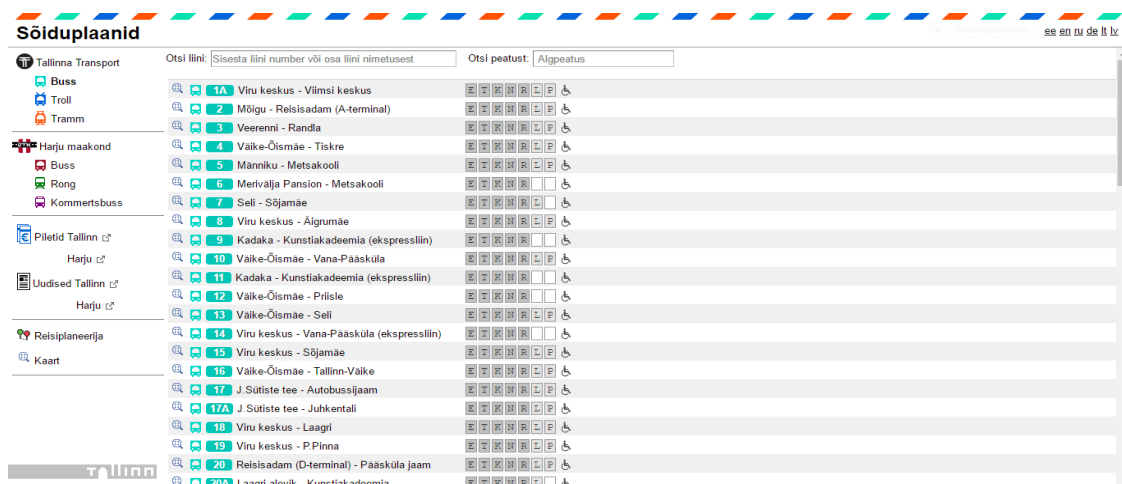 Sõiduplaanid
ee en ru de lt lv
Tallinna Transport
Buss
Troll
Tramm
Harju maakond
Buss
Rong
Kommertsbuss
Piletid Tallinn
Harju
Uudised Tallinn
Harju
Reisiplaneerija
Kaart
Tallinn
Otsi liini: Sisesta liini number või osa liini nimetusest Otsi peatust: Algpeatus
1A Viru keskus - Viimsi keskus E T K N R L P
2 Mõigu - Reisisadam (A-terminal) E T K N R L P
3 Veerenni - Randla E T K N R L P
4 Väike-Õismäe - Tiskre E T K N R L P
5 Männiku - Metsakooli E T K N R L P
6 Merivälja Pansion - Metsakooli E T K N R
7 Seli - Sõjamäe E T K N R L
8 Viru keskus - Äigrumäe E T K N R L P
9 Kadaka - Kunstiakadeemia (ekspressliin) E T K N R
10 Väike-Õismäe - Vana-Pääsküla E T K N R L P
11 Kadaka - Kunstiakadeemia (ekspressliin) E T K N R
12 Väike-Õismäe - Priisle E T K N R
13 Väike-Õismäe - Seli E T K N R L P
14 Viru keskus - Vana-Pääsküla (ekspressliin) E T K N R
15 Viru keskus - Sõjamäe E T K N R L P
16 Väike-Õismäe - Tallinn-Väike E T K N R L P
17 J.Sütiste tee - Autobussijaam E T K N R L P
17A J.Sütiste tee - Juhkentali E T K N R L P
18 Viru keskus - Laagri E T K N R L P
19 Viru keskus - P.Pinna E T K N R L P
20 Reisisadam (D-terminal) - Pääsküla jaam E T K N R L P
20A Laagri alevik - Kunstiakadeemia E T K N R L